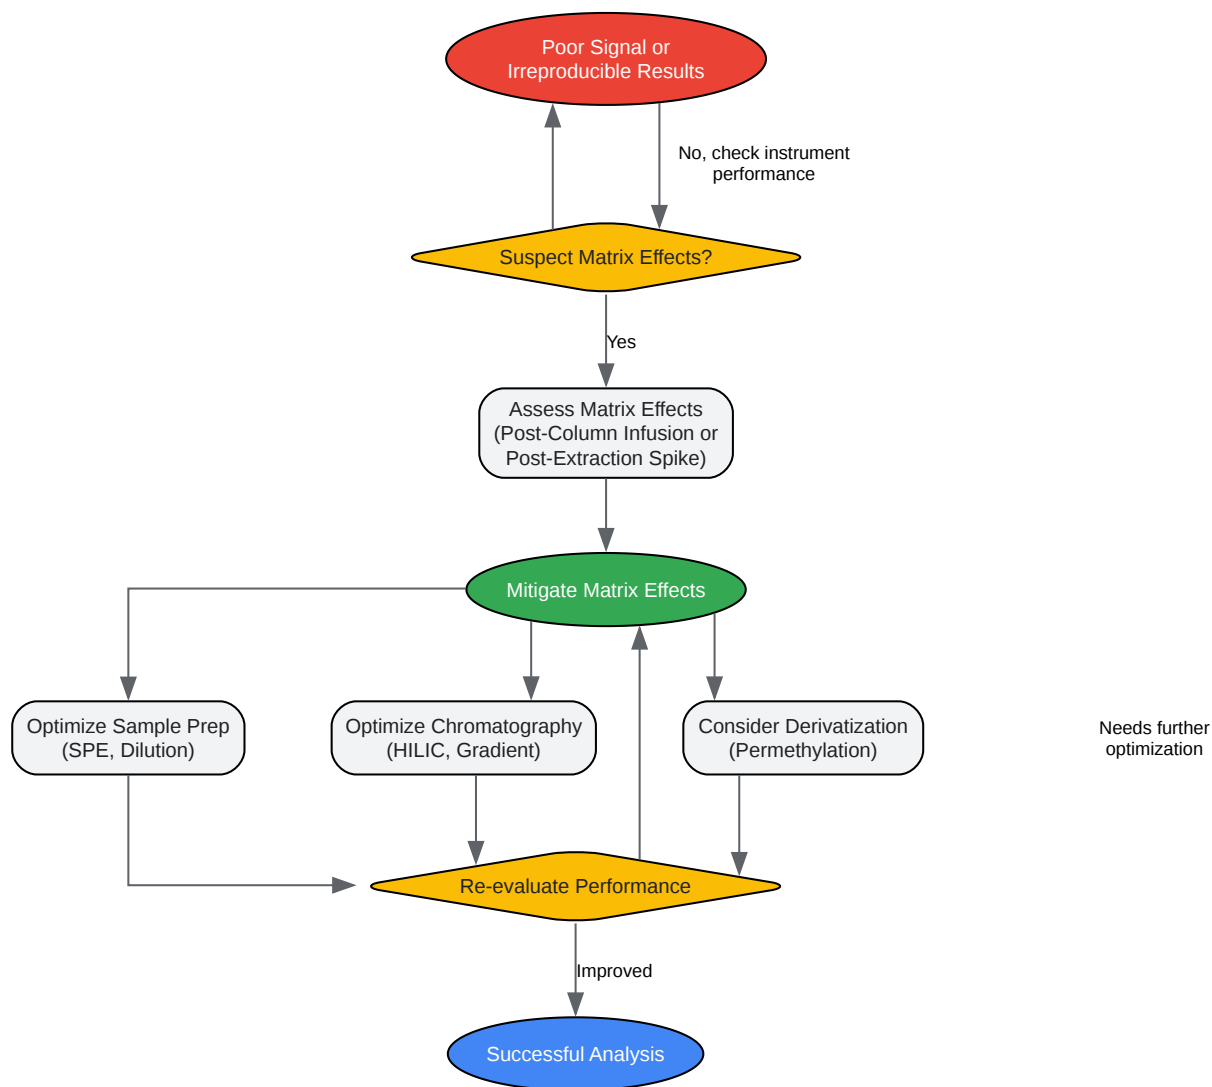 Poor Signal or
Irreproducible Results
No, check instrument
performance
Suspect Matrix Effects?
Yes
Assess Matrix Effects
(Post-Column Infusion or
Post-Extraction Spike)
Mitigate Matrix Effects
Optimize Sample Prep
(SPE, Dilution)
Optimize Chromatography
(HILIC, Gradient)
Consider Derivatization
(Permethylation)
Needs further
optimization
Re-evaluate Performance
Improved
Successful Analysis